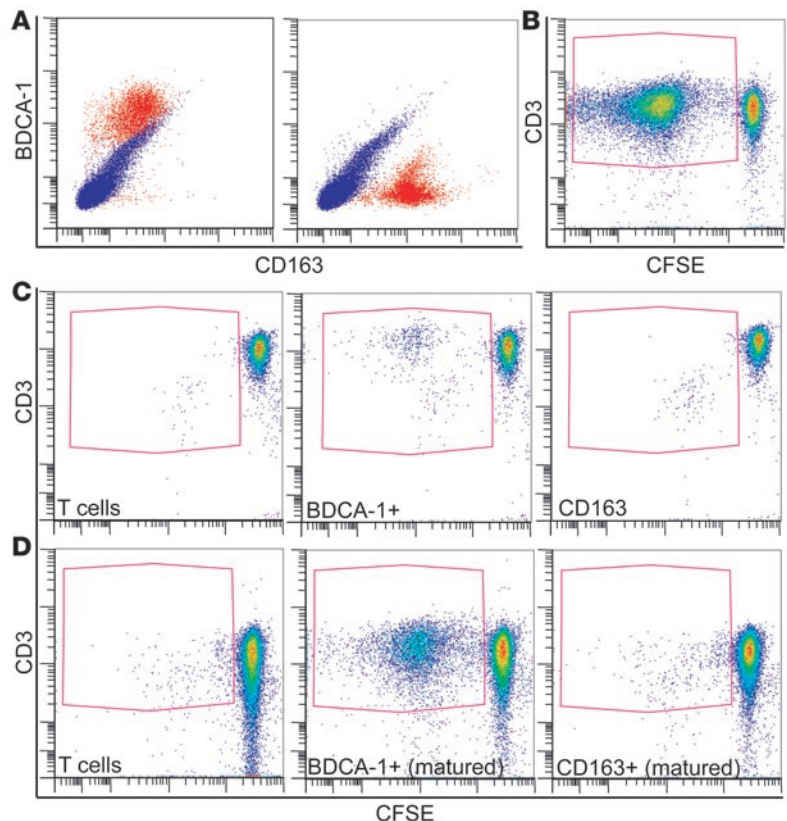 A
B
BDCA-1
CD3
CD163
CFSE
C
CD3
T cells
BDCA-1+
CD163
D
CD3
T cells
BDCA-1+ (matured)
CD163+ (matured)
CFSE